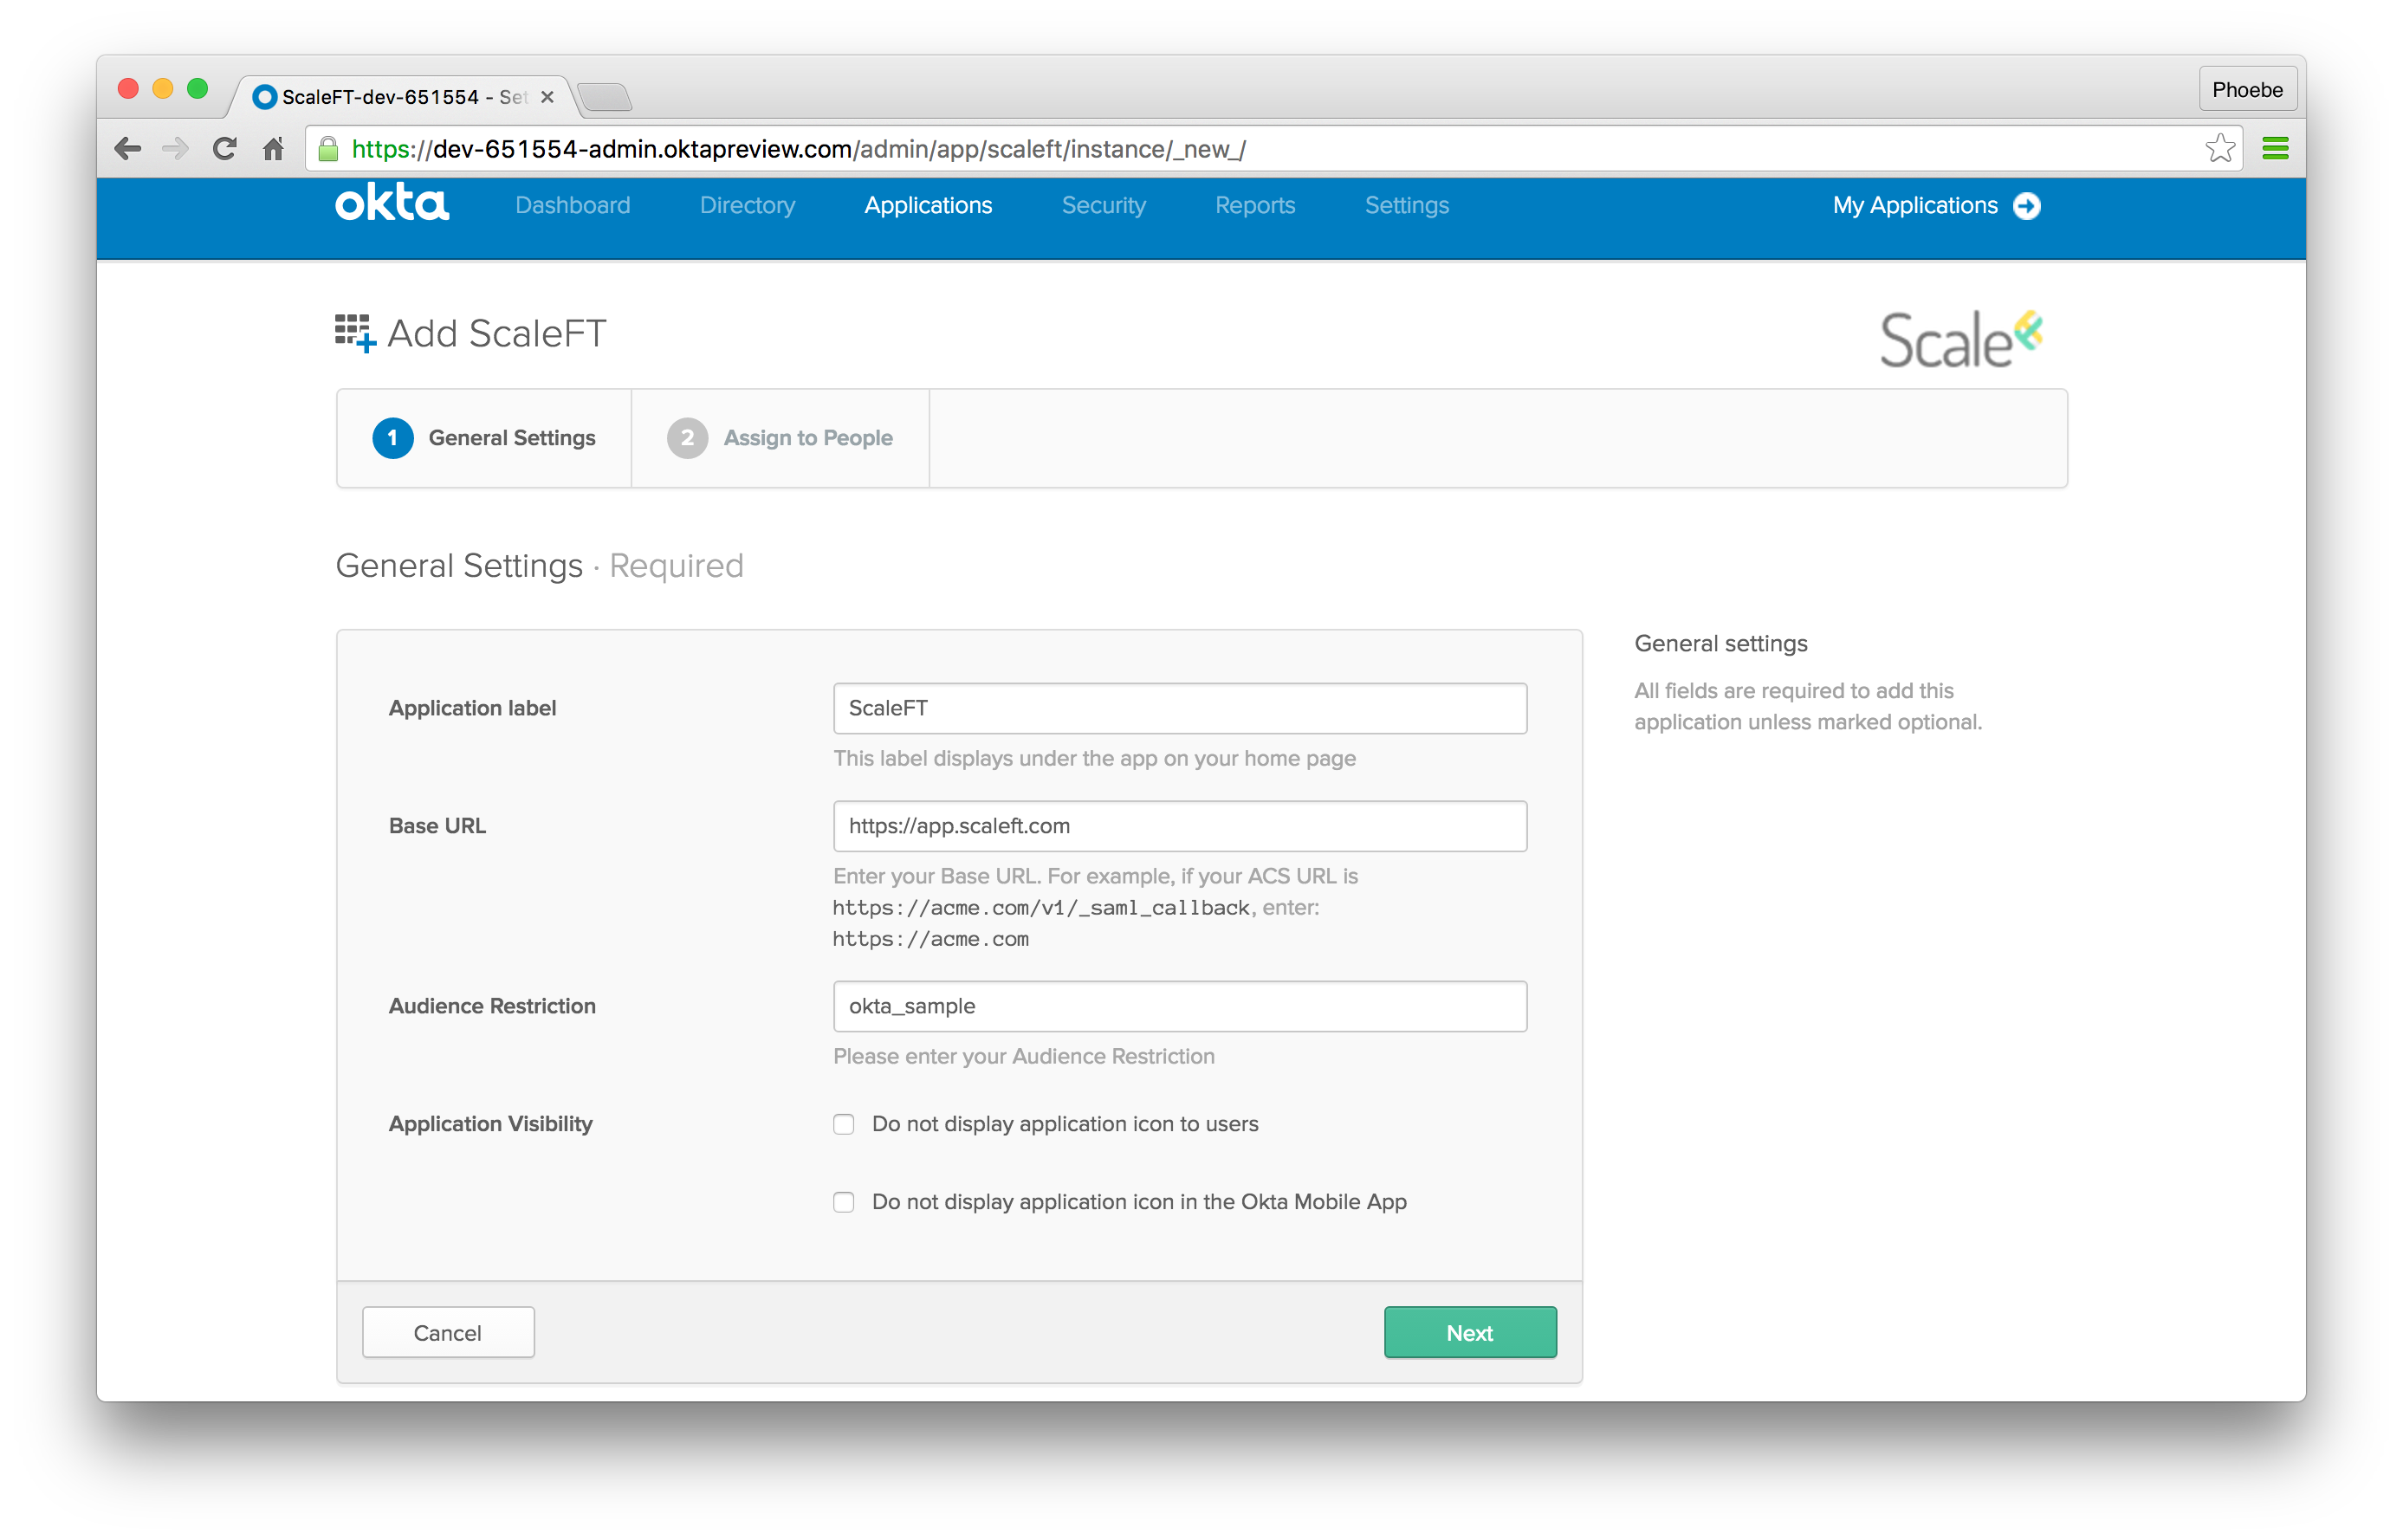 ScaleFT-dev-651554 - Set
Phoebe
https://dev-651554-admin.oktapreview.com/admin/app/scaleft/instance/_new_/
okta Dashboard Directory Applications Security Reports Settings My Applications
Add ScaleFT
Scale
1 General Settings 2 Assign to People
General Settings · Required
Application label
ScaleFT
This label displays under the app on your home page
Base URL
https://app.scaleft.com
Enter your Base URL. For example, if your ACS URL is
https://acme.com/v1/_saml_callback, enter:
https://acme.com
Audience Restriction
okta_sample
Please enter your Audience Restriction
Application Visibility
Do not display application icon to users
Do not display application icon in the Okta Mobile App
Cancel
Next
General settings
All fields are required to add this
application unless marked optional.